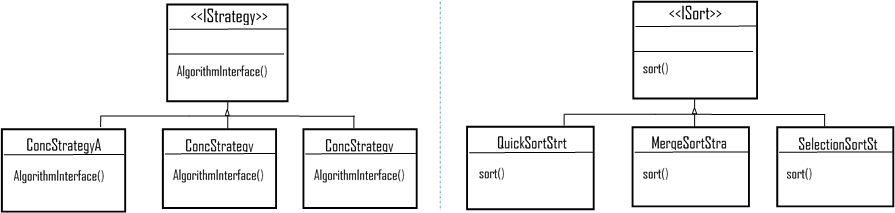 <<IStrategy>>
AlgorithmInterface()
ConcStrategyA
AlgorithmInterface()
ConcStrategy
AlgorithmInterface()
ConcStrategy
AlgorithmInterface()
<<ISort>>
sort()
QuickSortStrt
sort()
MergeSortStra
sort()
SelectionSortSt
sort()